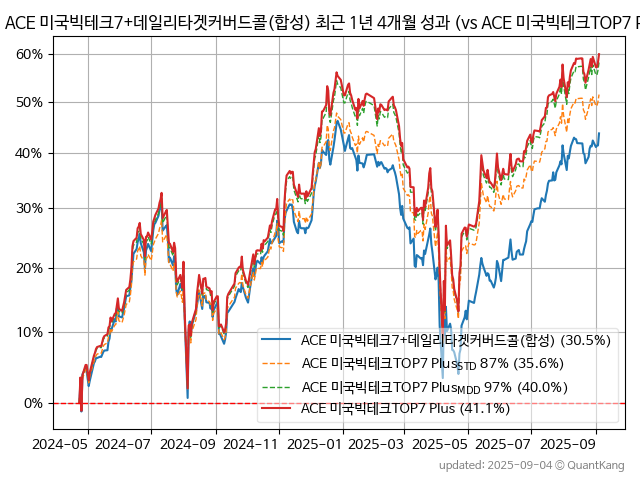 ACE 미국빅테크7+데일리타겟커버드콜(합성) 최근 1년 4개월 성과 (vs ACE 미국빅테크TOP7 P
60%
50%
40%
30%
20%
10%
0%
ACE 미국빅테크7+데일리타겟커버드콜(합성) (30.5%)
ACE 미국빅테크TOP7 PlusSTD 87% (35.6%)
ACE 미국빅테크TOP7 PlusMDD 97% (40.0%)
ACE 미국빅테크TOP7 Plus (41.1%)
2024-05 2024-07 2024-09 2024-11 2025-01 2025-03 2025-05 2025-07 2025-09
updated: 2025-09-04 @ QuantKang